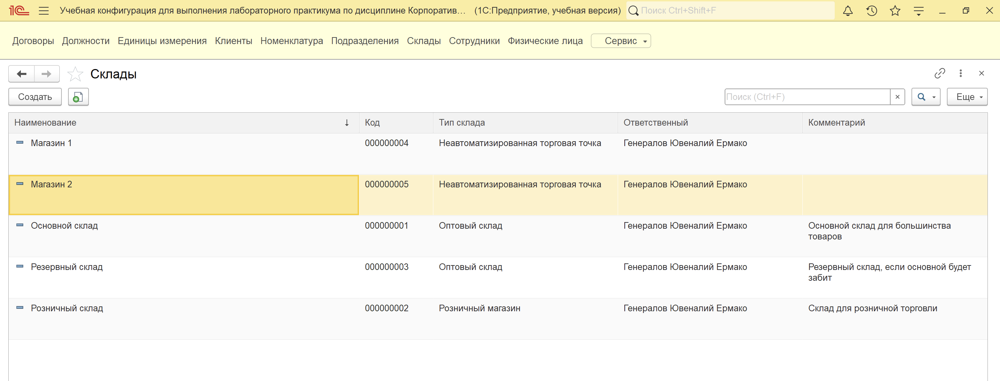 1С Учебная конфигурация для выполнения лабораторного практикума по дисциплине Корпоратив... (1С:Предприятие, учебная версия) Поиск Ctrl+Shift+F
Договоры Должности Единицы измерения Клиенты Номенклатура Подразделения Склады Сотрудники Физические лица Сервис
Склады
Создать Поиск (Ctrl+F) × Еще
Наименование ↓ Код Тип склада Ответственный Комментарий
Магазин 1 000000004 Неавтоматизированная торговая точка Генералов Ювеналий Ермако
Магазин 2 000000005 Неавтоматизированная торговая точка Генералов Ювеналий Ермако
Основной склад 000000001 Оптовый склад Генералов Ювеналий Ермако Основной склад для большинства
товаров
Резервный склад 000000003 Оптовый склад Генералов Ювеналий Ермако Резервный склад, если основной будет
забит
Розничный склад 000000002 Розничный магазин Генералов Ювеналий Ермако Склад для розничной торговли